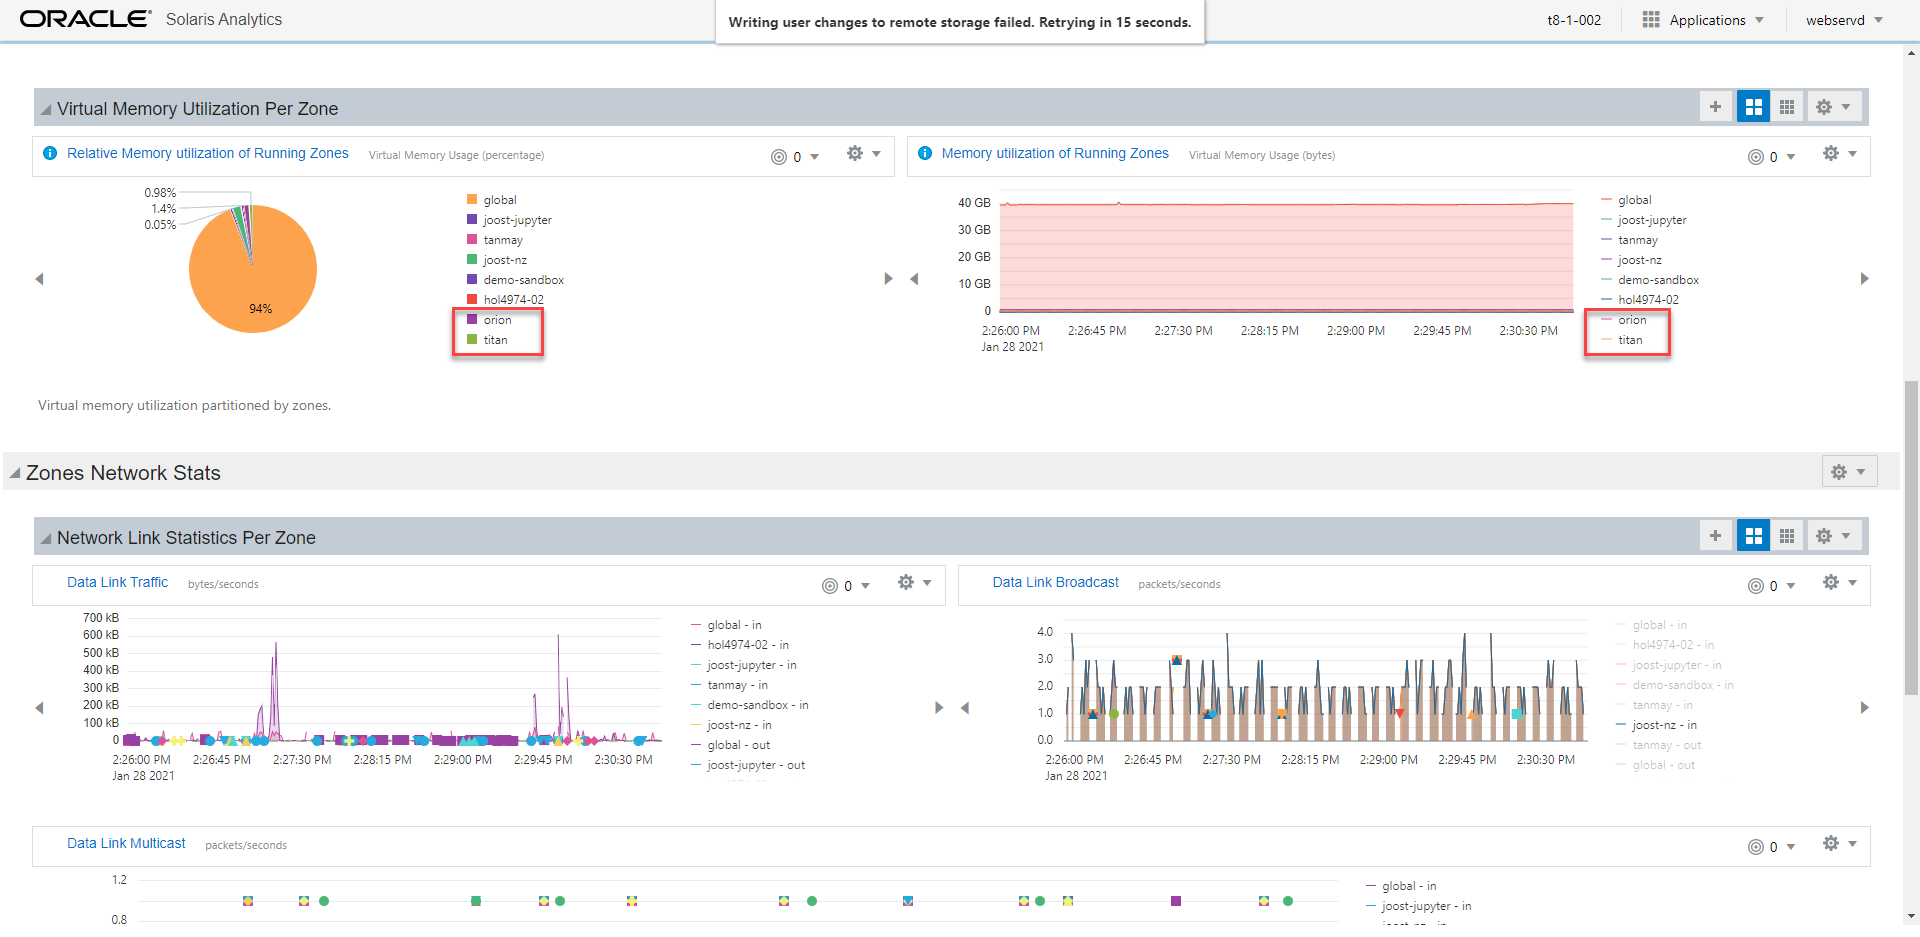 ORACLE® Solaris Analytics
Writing user changes to remote storage failed. Retrying in 15 seconds.
t8-1-002 Applications webservd
Virtual Memory Utilization Per Zone
Relative Memory utilization of Running Zones Virtual Memory Usage (percentage) 0
0.98%
1.4%
0.05%
94%
global
joost-jupyter
tanmay
joost-nz
demo-sandbox
hol4974-02
orion
titan
Memory utilization of Running Zones Virtual Memory Usage (bytes) 0
40 GB
30 GB
20 GB
10 GB
0
2:26:00 PM 2:26:45 PM 2:27:30 PM 2:28:15 PM 2:29:00 PM 2:29:45 PM 2:30:30 PM
Jan 28 2021
global
joost-jupyter
tanmay
joost-nz
demo-sandbox
hol4974-02
orion
titan
Virtual memory utilization partitioned by zones.
Zones Network Stats
Network Link Statistics Per Zone
Data Link Traffic bytes/seconds 0
700 kB
600 kB
500 kB
400 kB
300 kB
200 kB
100 kB
0
2:26:00 PM 2:26:45 PM 2:27:30 PM 2:28:15 PM 2:29:00 PM 2:29:45 PM 2:30:30 PM
Jan 28 2021
global - in
hol4974-02 - in
joost-jupyter - in
tanmay - in
demo-sandbox - in
joost-nz - in
global - out
joost-jupyter - out
Data Link Broadcast packets/seconds 0
4.0
3.0
2.0
1.0
0.0
2:26:00 PM 2:26:45 PM 2:27:30 PM 2:28:15 PM 2:29:00 PM 2:29:45 PM 2:30:30 PM
Jan 28 2021
global - in
hol4974-02 - in
joost-jupyter - in
demo-sandbox - in
tanmay - in
joost-nz - in
tanmay - out
global - out
Data Link Multicast packets/seconds 0
1.2
0.8
global - in
joost-jupyter - in